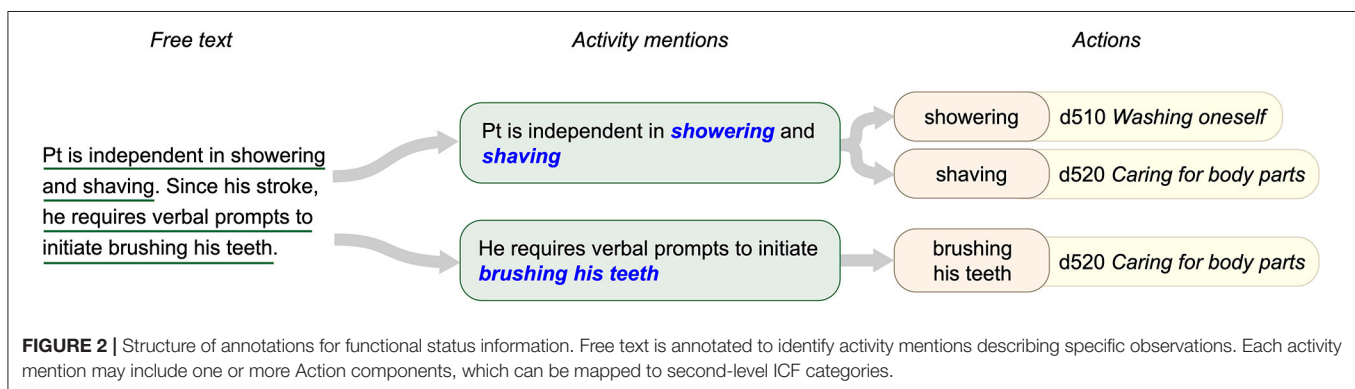 Free text
Activity mentions
Actions
Pt is independent in showering
and shaving. Since his stroke,
he requires verbal prompts to
initiate brushing his teeth.
Pt is independent in showering and
shaving
He requires verbal prompts to initiate
brushing his teeth
showering
d510 Washing oneself
shaving
d520 Caring for body parts
brushing
his teeth
d520 Caring for body parts
FIGURE 2 | Structure of annotations for functional status information. Free text is annotated to identify activity mentions describing specific observations. Each activity
mention may include one or more Action components, which can be mapped to second-level ICF categories.